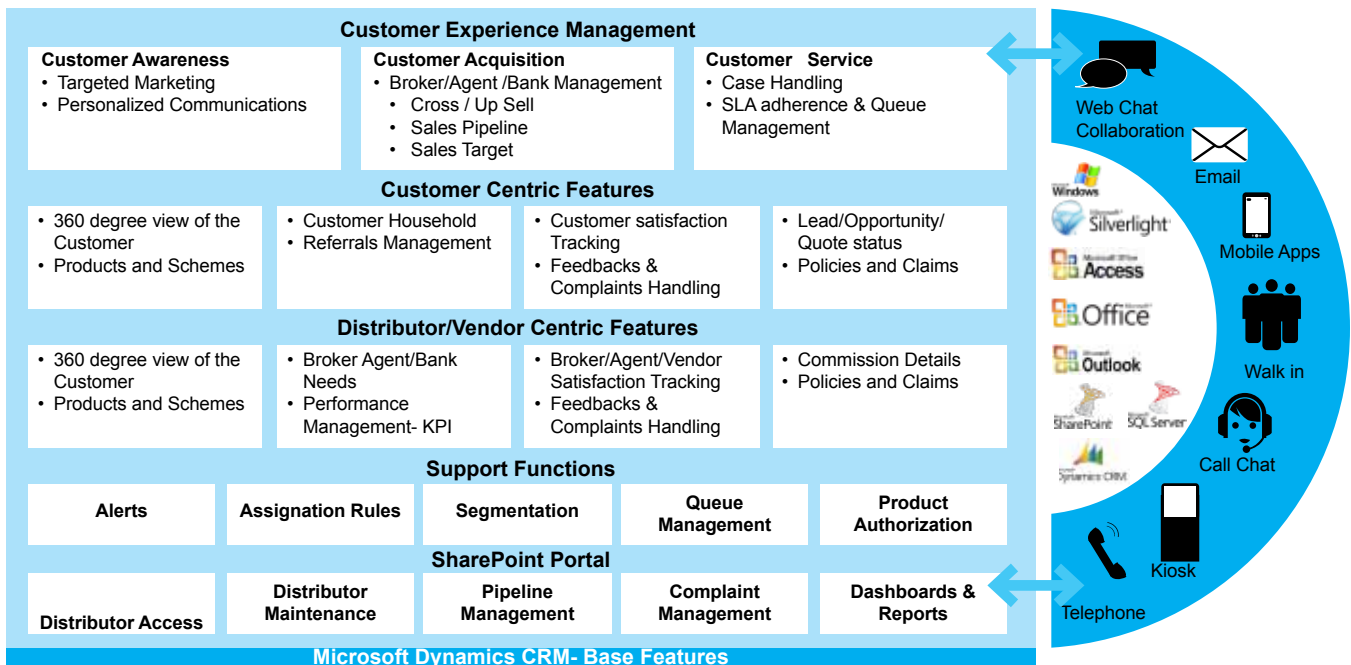 Customer Experience Management
Customer Awareness
• Targeted Marketing
• Personalized Communications
Customer Acquisition
• Broker/Agent /Bank Management
• Cross / Up Sell
• Sales Pipeline
• Sales Target
Customer Service
• Case Handling
• SLA adherence & Queue
Management
Customer Centric Features
• 360 degree view of the
Customer
• Products and Schemes
• Customer Household
• Referrals Management
• Customer satisfaction
Tracking
• Feedbacks &
Complaints Handling
• Lead/Opportunity/
Quote status
• Policies and Claims
Distributor/Vendor Centric Features
• 360 degree view of the
Customer
• Products and Schemes
• Broker Agent/Bank
Needs
• Performance
Management- KPI
• Broker/Agent/Vendor
Satisfaction Tracking
• Feedbacks &
Complaints Handling
• Commission Details
• Policies and Claims
Support Functions
Alerts
Assignation Rules
Segmentation
Queue
Management
Product
Authorization
SharePoint Portal
Distributor Access
Distributor
Maintenance
Pipeline
Management
Complaint
Management
Dashboards &
Reports
Microsoft Dynamics CRM- Base Features
Web Chat
Collaboration
Email
Mobile Apps
Walk in
Call Chat
Kiosk
Telephone
Windows
Silverlight
Microsoft Office
Access
Office
Outlook
SharePoint
SQL Server
Dynamics CRM